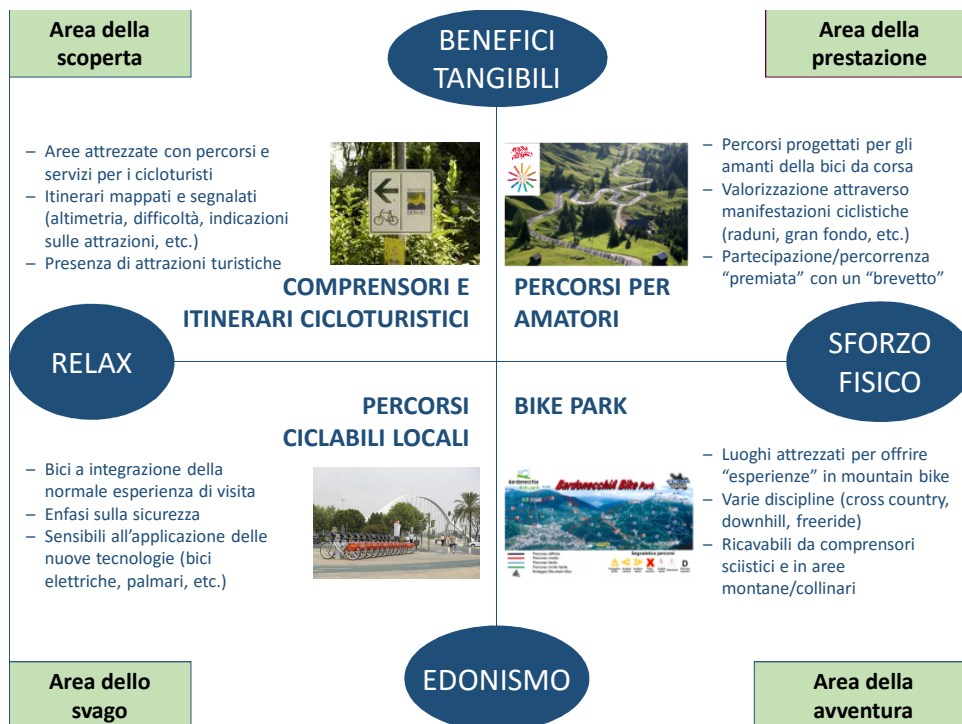 Area della
scoperta
BENEFICI
TANGIBILI
Area della
prestazione
– Aree attrezzate con percorsi e
servizi per i cicloturisti
– Itinerari mappati e segnalati
(altimetria, difficoltà, indicazioni
sulle attrazioni, etc.)
– Presenza di attrazioni turistiche
– Percorsi progettati per gli
amanti della bici da corsa
– Valorizzazione attraverso
manifestazioni ciclistiche
(raduni, gran fondo, etc.)
– Partecipazione/percorrenza
“premiata” con un “brevetto”
COMPRENSORI E
ITINERARI CICLOTURISTICI
PERCORSI PER
AMATORI
RELAX
SFORZO
FISICO
PERCORSI
CICLABILI LOCALI
BIKE PARK
– Bici a integrazione della
normale esperienza di visita
– Enfasi sulla sicurezza
– Sensibili all’applicazione delle
nuove tecnologie (bici
elettriche, palmari, etc.)
Bardonecchia
Bardonecchia Bike Park
Segnaletica percorsi
– Luoghi attrezzati per offrire
“esperienze” in mountain bike
– Varie discipline (cross country,
downhill, freeride)
– Ricavabili da comprensori
sciistici e in aree
montane/collinari
Area dello
svago
EDONISMO
Area della
avventura